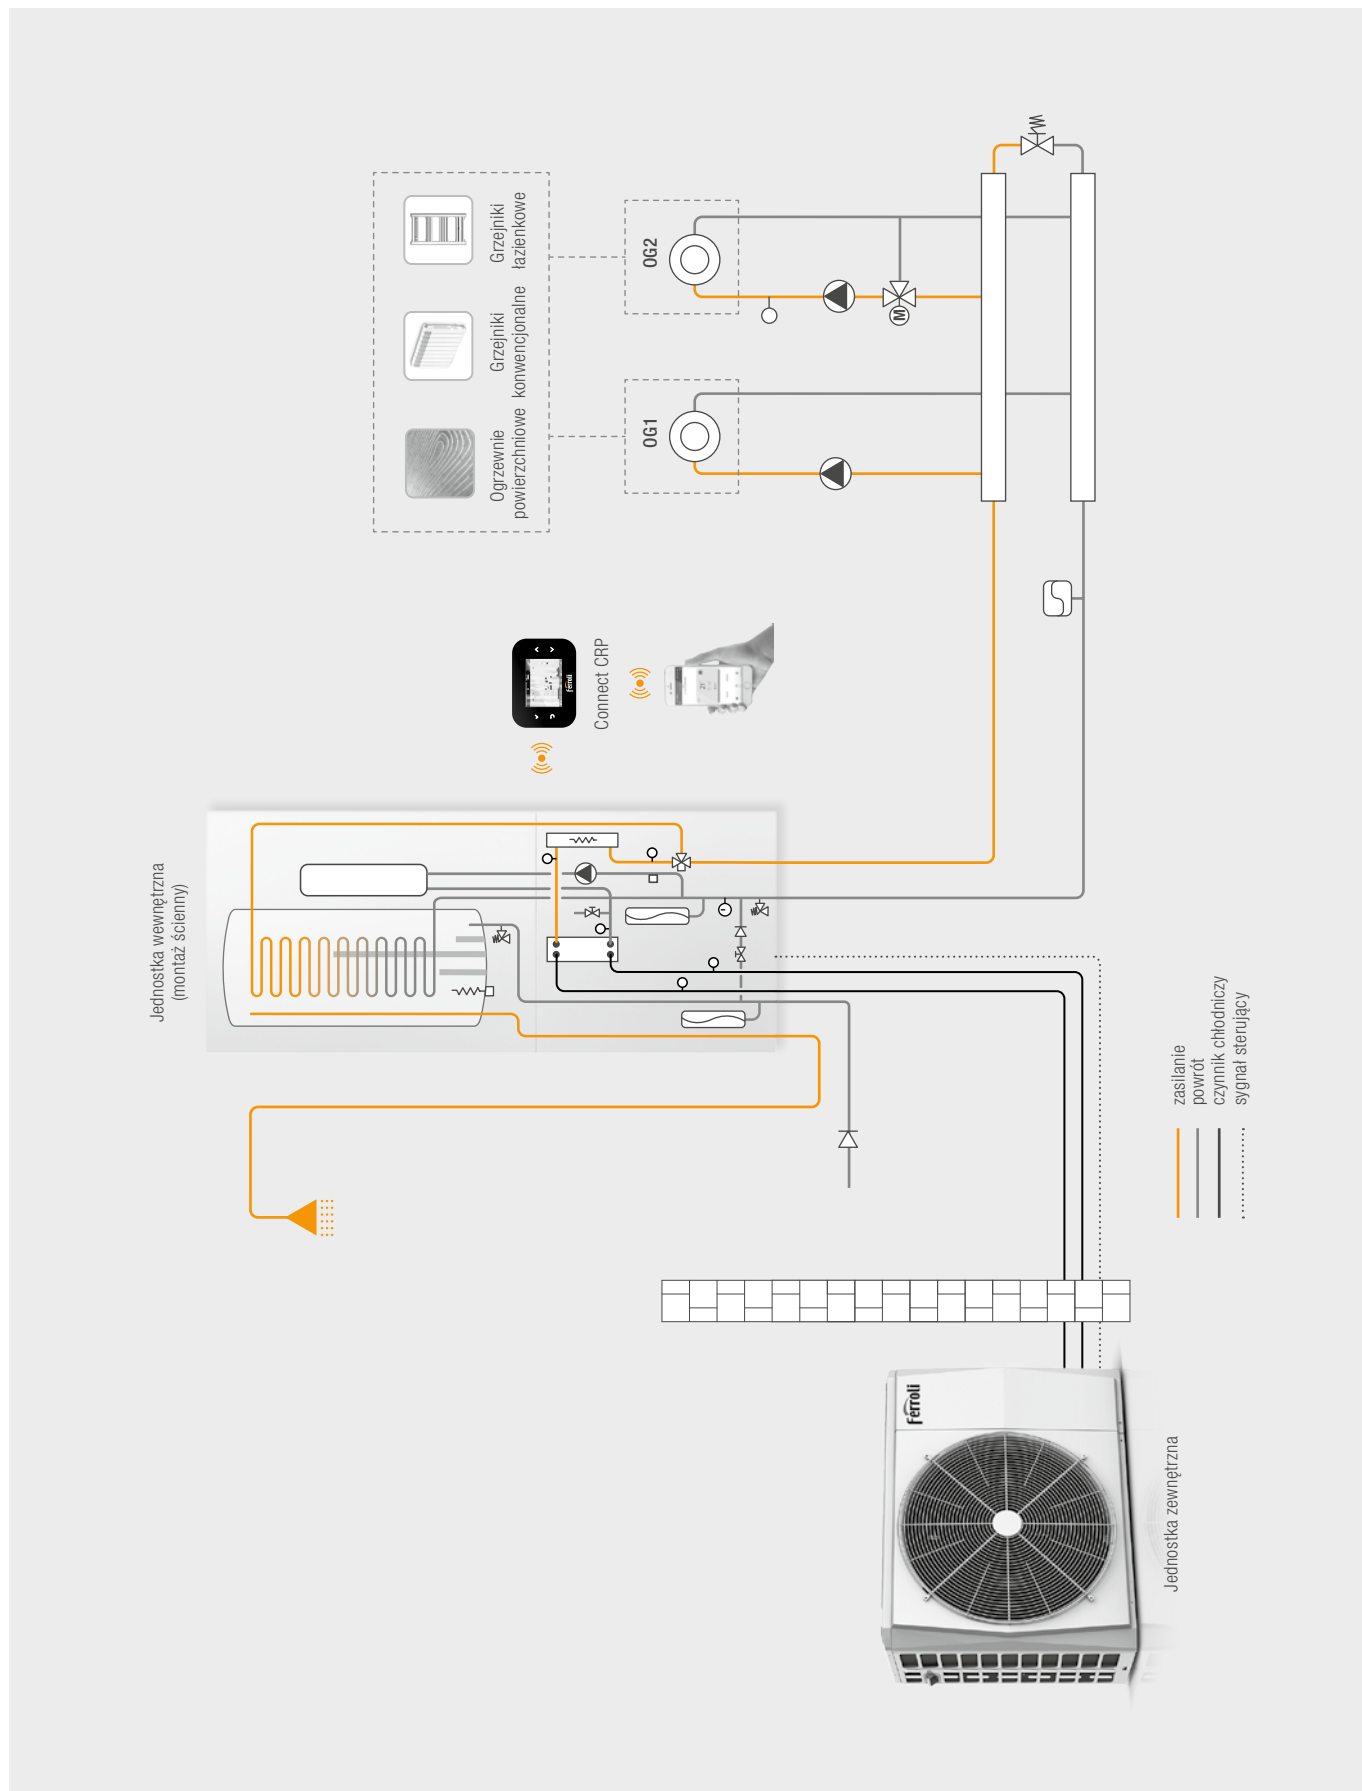 Jednostka wewnętrzna
(montaż ścienny)
Ogrzewnie
powierzchniowe
Grzejniki
konwencjonalne
Grzejniki
łazienkowe
OG1
OG2
M
ferroli
Connect CRP
zasilanie
powrót
czynnik chłodniczy
sygnał sterujący
ferroli
Jednostka zewnętrzna